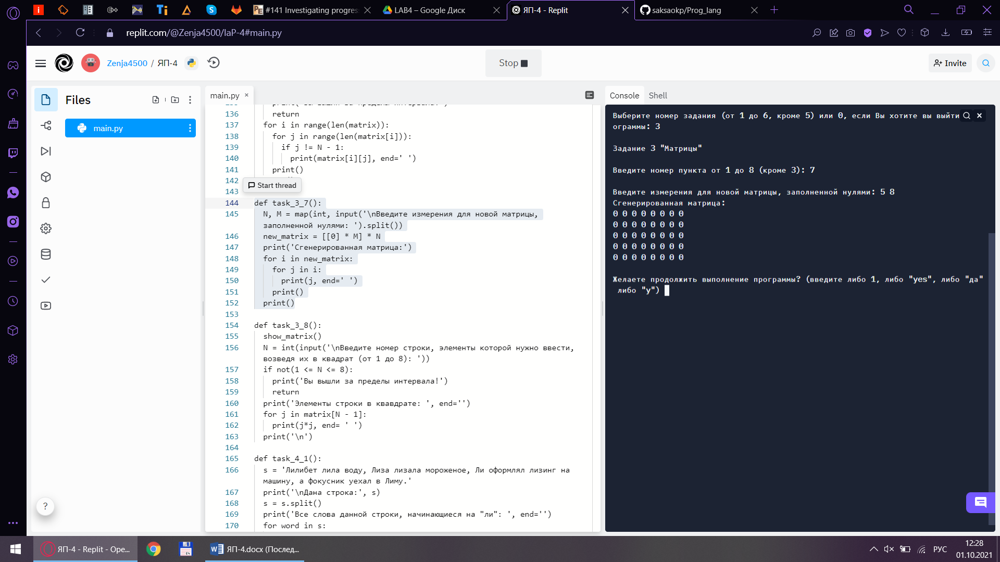 #141 Investigating progres
LAB4 – Google Диск
ЯП-4 - Replit
saksaokp/Prog_lang
replit.com/@Zenja4500/IaP-4#main.py
Zenja4500 / ЯП-4
Stop
Invite
Files
main.py
main.py ×
136 return
137 for i in range(len(matrix)):
138 for j in range(len(matrix[i])):
139 if j != N - 1:
140 print(matrix[i][j], end=' ')
141 print()
142
Start thread
143
144 def task_3_7():
145 N, M = map(int, input('\nВведите измерения для новой матрицы,
заполненной нулями: ').split())
146 new_matrix = [[0] * M] * N
147 print('Сгенерированная матрица:')
148 for i in new_matrix:
149 for j in i:
150 print(j, end=' ')
151 print()
152 print()
153
154 def task_3_8():
155 show_matrix()
156 N = int(input('\nВведите номер строки, элементы которой нужно ввести,
возведя их в квадрат (от 1 до 8): '))
157 if not(1 <= N <= 8):
158 print('Вы вышли за пределы интервала!')
159 return
160 print('Элементы строки в квавдрате: ', end='')
161 for j in matrix[N - 1]:
162 print(j*j, end= ' ')
163 print('\n')
164
165 def task_4_1():
166 s = 'Лилибет лила воду, Лиза лизала мороженое, Ли оформлял лизинг на
машину, а фокусник уехал в Лиму.'
167 print('\nДана строка:', s)
168 s = s.split()
169 print('Все слова данной строки, начинающиеся на "ли": ', end='')
170 for word in s:
Console
Shell
Выберите номер задания (от 1 до 6, кроме 5) или 0, если Вы хотите вы выйти
ограммы: 3
Задание 3 "Матрицы"
Введите номер пункта от 1 до 8 (кроме 3): 7
Введите измерения для новой матрицы, заполненной нулями: 5 8
Сгенерированная матрица:
0 0 0 0 0 0 0 0
0 0 0 0 0 0 0 0
0 0 0 0 0 0 0 0
0 0 0 0 0 0 0 0
0 0 0 0 0 0 0 0
Желаете продолжить выполнение программы? (введите либо 1, либо "yes", либо "да"
либо "y")
?
ЯП-4 - Replit - Оре...
ЯП-4.docx (Послед...
РУС
12:28
01.10.2021